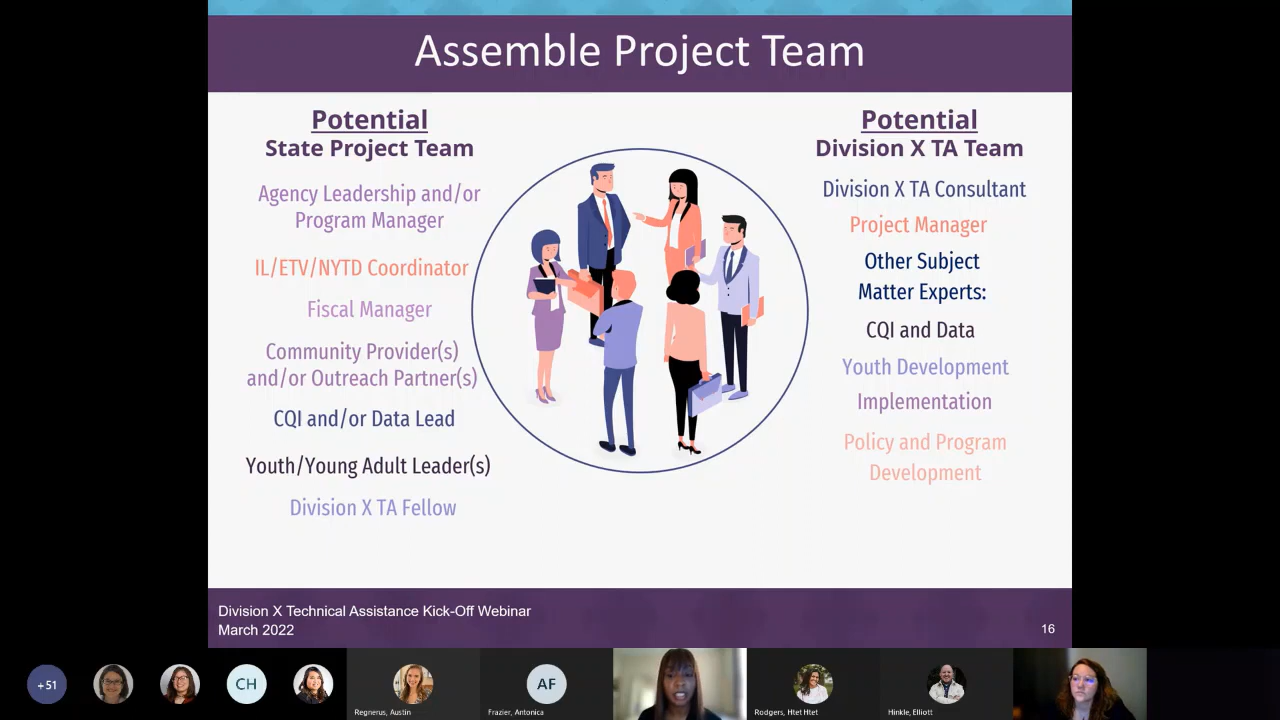 Assemble Project Team
Potential
State Project Team
Agency Leadership and/or
Program Manager
IL/ETV/NYTD Coordinator
Fiscal Manager
Community Provider(s)
and/or Outreach Partner(s)
CQI and/or Data Lead
Youth/Young Adult Leader(s)
Division X TA Fellow
Potential
Division X TA Team
Division X TA Consultant
Project Manager
Other Subject
Matter Experts:
CQI and Data
Youth Development
Implementation
Policy and Program
Development
Division X Technical Assistance Kick-Off Webinar
March 2022
16
+51
CH
Regnerus, Austin
AF
Frazier, Antonica
Rodgers, Htet Htet
Hinkle, Elliott